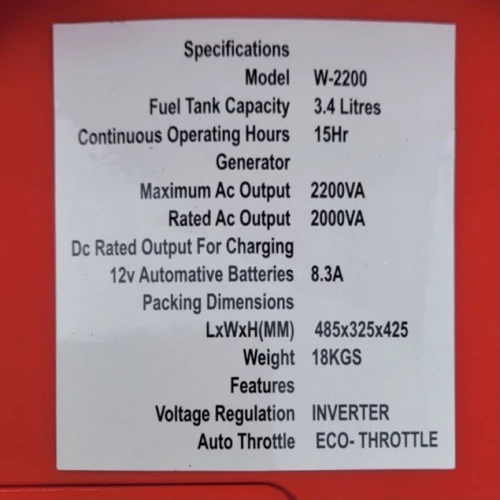 Specifications
Model W-2200
Fuel Tank Capacity 3.4 Litres
Continuous Operating Hours 15Hr
Generator
Maximum Ac Output 2200VA
Rated Ac Output 2000VA
Dc Rated Output For Charging
12v Automative Batteries 8.3A
Packing Dimensions
LxWxH(MM) 485x325x425
Weight 18KGS
Features
Voltage Regulation INVERTER
Auto Throttle ECO- THROTTLE